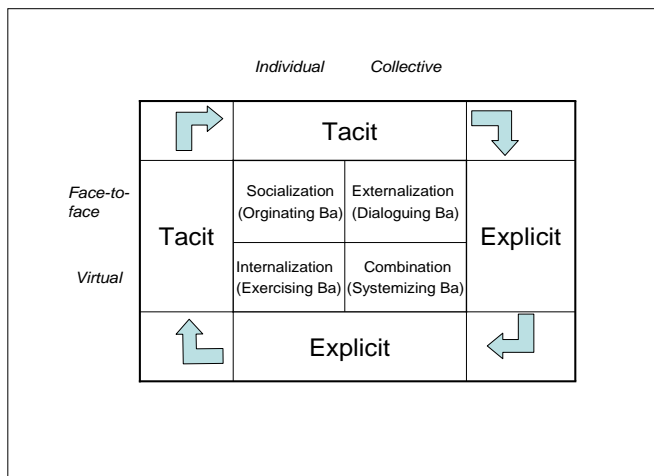 Individual Collective
Tacit
Face-to-
face
Socialization Externalization
(Orginating Ba) (Dialoguing Ba)
Tacit
Explicit
Virtual
Internalization Combination
(Exercising Ba) (Systemizing Ba)
Explicit